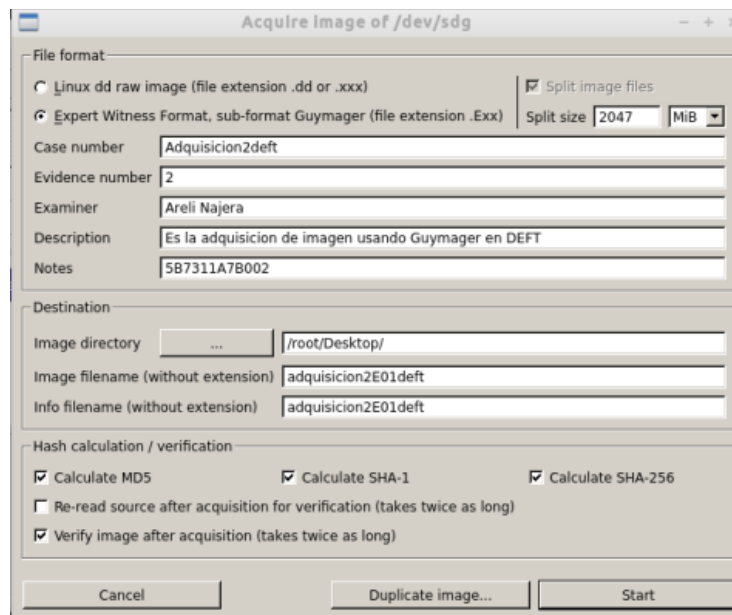 Acquire image of /dev/sdg
File format
Linux dd raw image (file extension .dd or .xxx)
Split image files
Expert Witness Format, sub-format Guymager (file extension .Exx)
Split size 2047 MiB
Case number Adquisicion2deft
Evidence number 2
Examiner Areli Najera
Description Es la adquisicion de imagen usando Guymager en DEFT
Notes 5B7311A7B002
Destination
Image directory ... /root/Desktop/
Image filename (without extension) adquisicion2E01deft
Info filename (without extension) adquisicion2E01deft
Hash calculation / verification
Calculate MD5 Calculate SHA-1 Calculate SHA-256
Re-read source after acquisition for verification (takes twice as long)
Verify image after acquisition (takes twice as long)
Cancel Duplicate image... Start